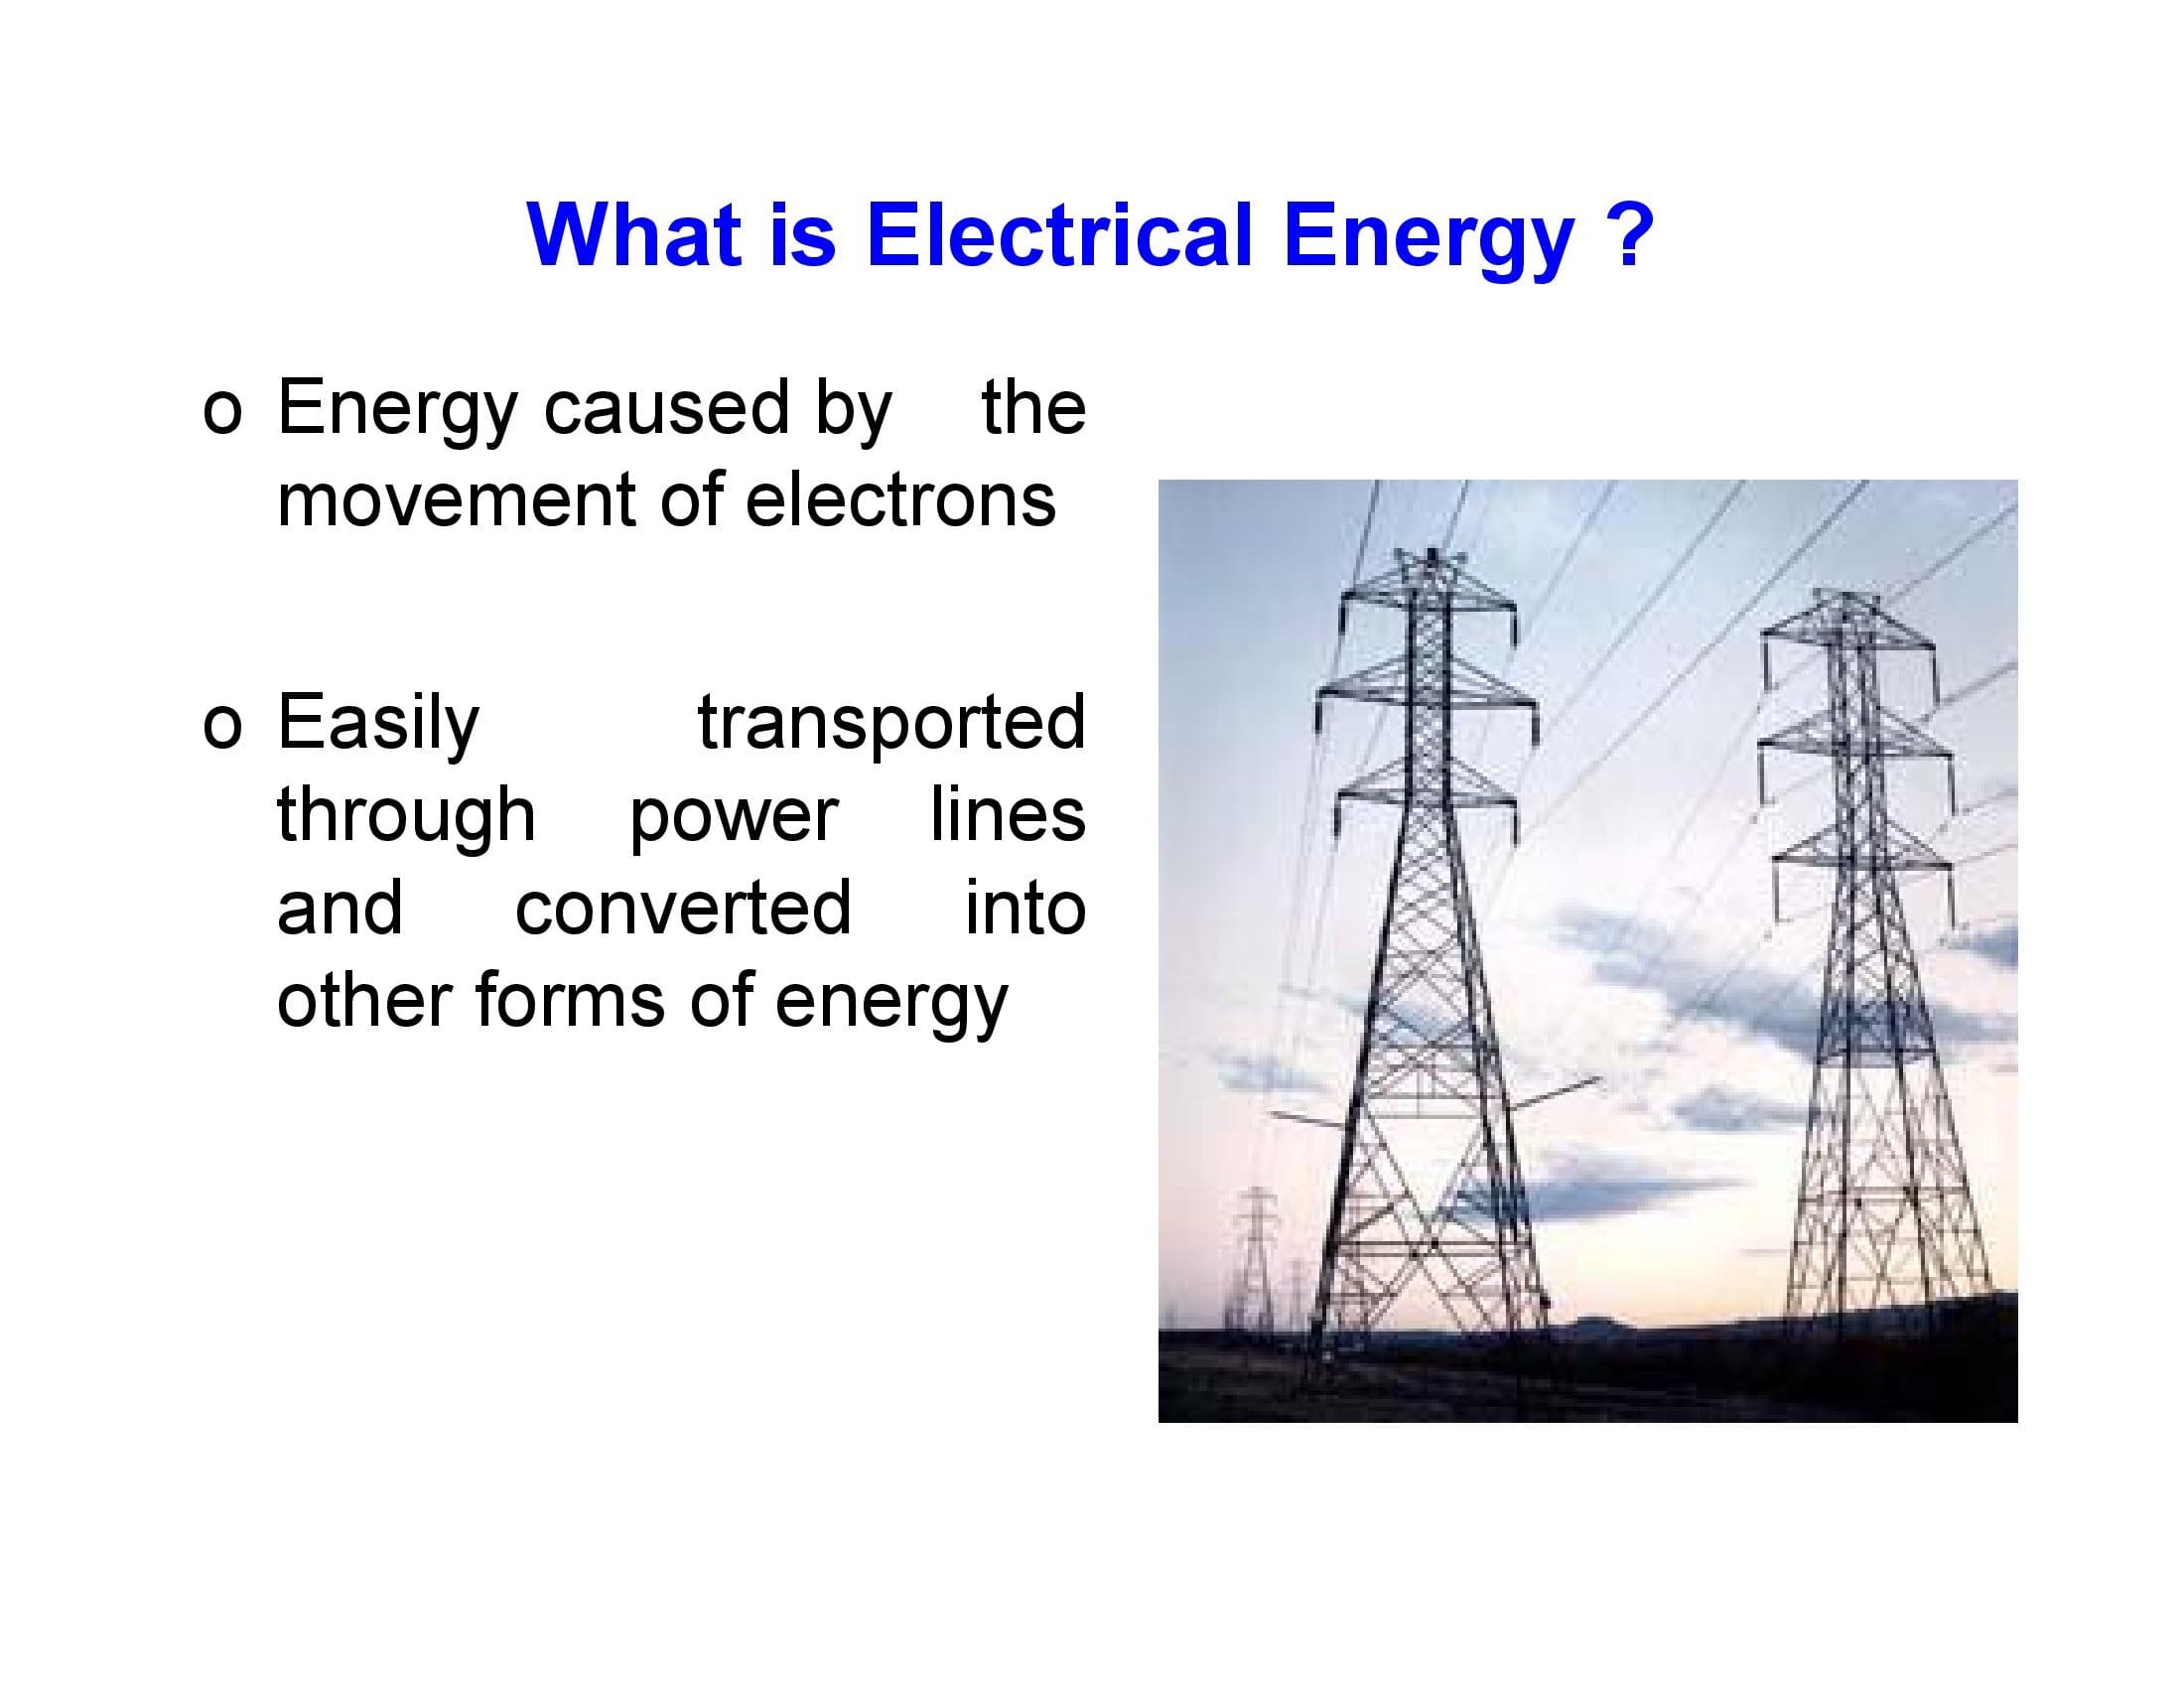 What is Electrical Energy ?
o Energy caused by the
movement of electrons
o Easily transported
through power lines
and converted into
other forms of energy